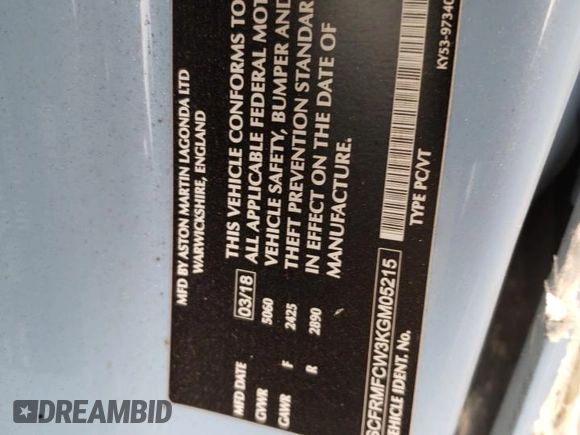 MFD BY ASTON MARTIN LAGONDA LTD
WARWICKSHIRE, ENGLAND
MFD DATE 03/18
GVWR 5060
GAWR F 2425
R 2890
THIS VEHICLE CONFORMS TO
ALL APPLICABLE FEDERAL MOT
VEHICLE SAFETY, BUMPER AND
THEFT PREVENTION STANDAR
IN EFFECT ON THE DATE OF
MANUFACTURE.
SCFRMFCW3KGM05215
VEHICLE IDENT. No.
TYPE PC\VT
KY53-9734
DREAMBID